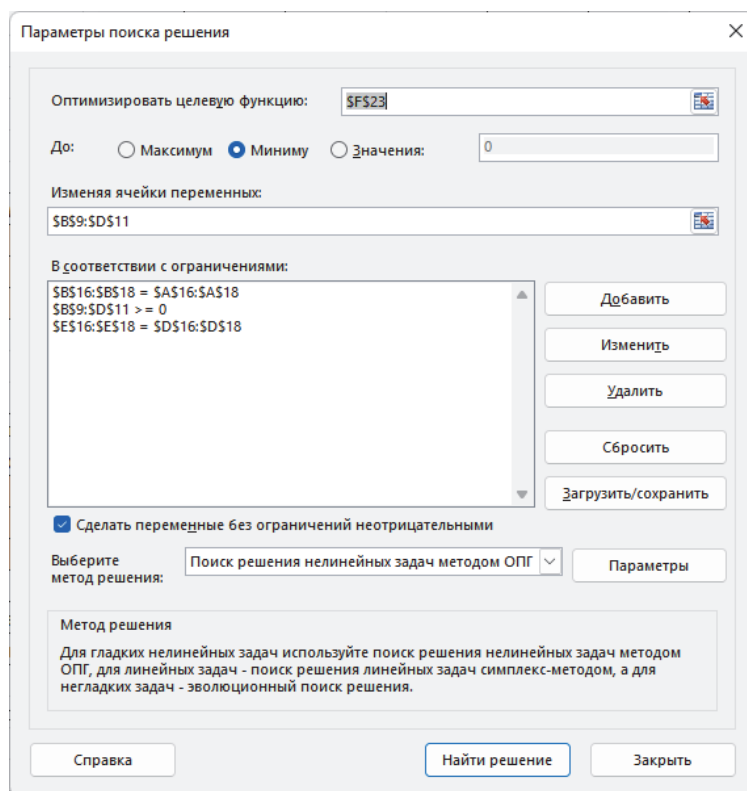 Параметры поиска решения
Оптимизировать целевую функцию: $F$23
До: Максимум Миниму Значения: 0
Изменяя ячейки переменных:
$B$9:$D$11
В соответствии с ограничениями:
$B$16:$B$18 = $A$16:$A$18
$B$9:$D$11 >= 0
$E$16:$E$18 = $D$16:$D$18
Добавить
Изменить
Удалить
Сбросить
Загрузить/сохранить
Сделать переменные без ограничений неотрицательными
Выберите
метод решения:
Поиск решения нелинейных задач методом ОПГ
Параметры
Метод решения
Для гладких нелинейных задач используйте поиск решения нелинейных задач методом
ОПГ, для линейных задач - поиск решения линейных задач симплекс-методом, а для
негладких задач - эволюционный поиск решения.
Справка
Найти решение
Закрыть